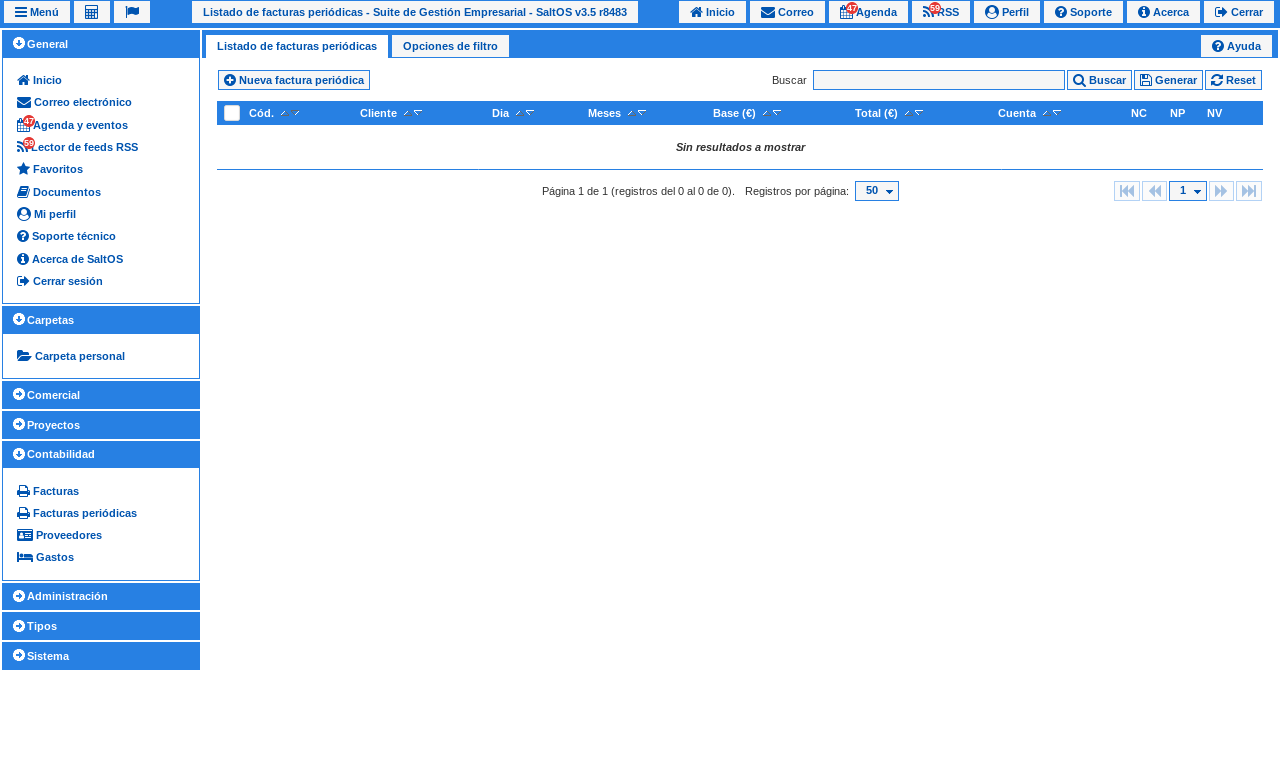 Menú
Listado de facturas periódicas - Suite de Gestión Empresarial - SaltOS v3.5 r8483
Inicio
Correo
47 Agenda
59 RSS
Perfil
Soporte
Acerca
Cerrar
General
Inicio
Correo electrónico
47 Agenda y eventos
59 Lector de feeds RSS
Favoritos
Documentos
Mi perfil
Soporte técnico
Acerca de SaltOS
Cerrar sesión
Carpetas
Carpeta personal
Comercial
Proyectos
Contabilidad
Facturas
Facturas periódicas
Proveedores
Gastos
Administración
Tipos
Sistema
Listado de facturas periódicas
Opciones de filtro
Ayuda
Nueva factura periódica
Buscar
Buscar
Generar
Reset
Cód. Cliente Dia Meses Base (€) Total (€) Cuenta NC NP NV
Sin resultados a mostrar
Página 1 de 1 (registros del 0 al 0 de 0). Registros por página: 50
1